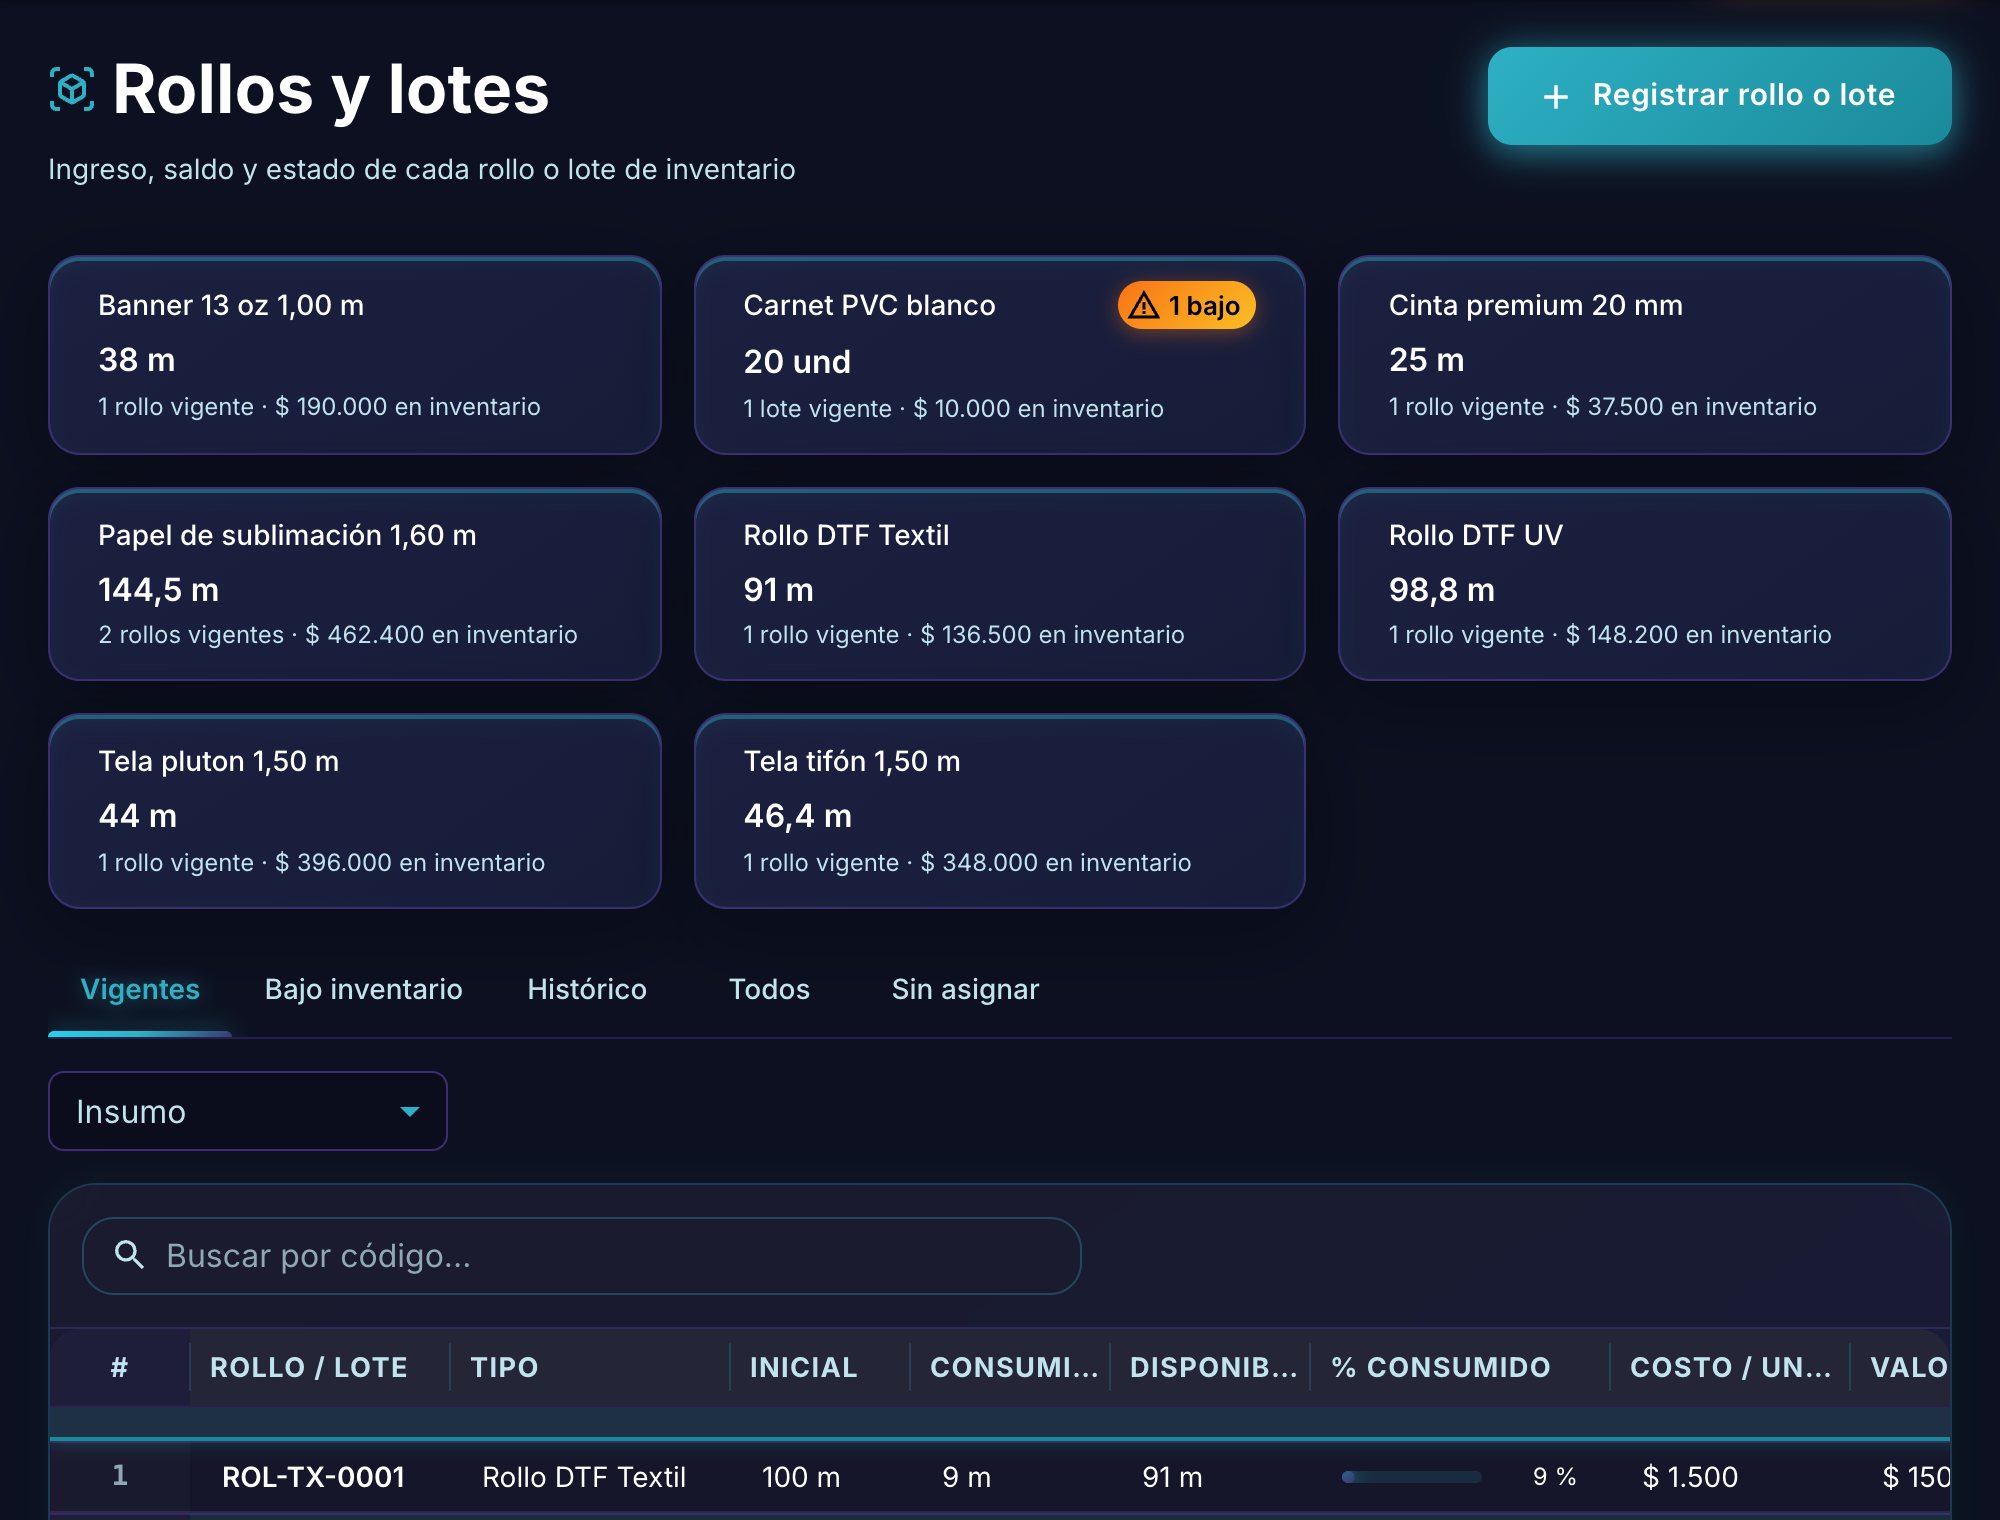 Rollos y lotes
Registrar rollo o lote
Ingreso, saldo y estado de cada rollo o lote de inventario
Banner 13 oz 1,00 m
38 m
1 rollo vigente · $ 190.000 en inventario
Carnet PVC blanco
1 bajo
20 und
1 lote vigente · $ 10.000 en inventario
Cinta premium 20 mm
25 m
1 rollo vigente · $ 37.500 en inventario
Papel de sublimación 1,60 m
144,5 m
2 rollos vigentes · $ 462.400 en inventario
Rollo DTF Textil
91 m
1 rollo vigente · $ 136.500 en inventario
Rollo DTF UV
98,8 m
1 rollo vigente · $ 148.200 en inventario
Tela pluton 1,50 m
44 m
1 rollo vigente · $ 396.000 en inventario
Tela tifón 1,50 m
46,4 m
1 rollo vigente · $ 348.000 en inventario
Vigentes Bajo inventario Histórico Todos Sin asignar
Insumo
Buscar por código...
# ROLLO / LOTE TIPO INICIAL CONSUMI... DISPONIB... % CONSUMIDO COSTO / UN... VALO
1 ROL-TX-0001 Rollo DTF Textil 100 m 9 m 91 m 9 % $ 1.500 $ 150